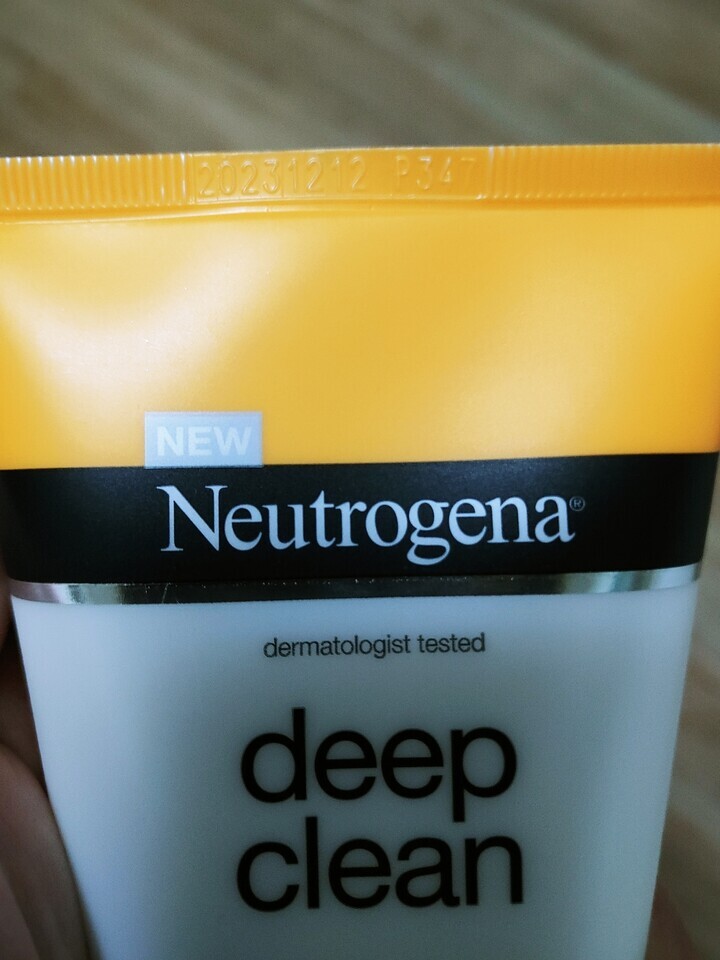 20231212 P347
NEW
Neutrogena®
dermatologist tested
deep
clean